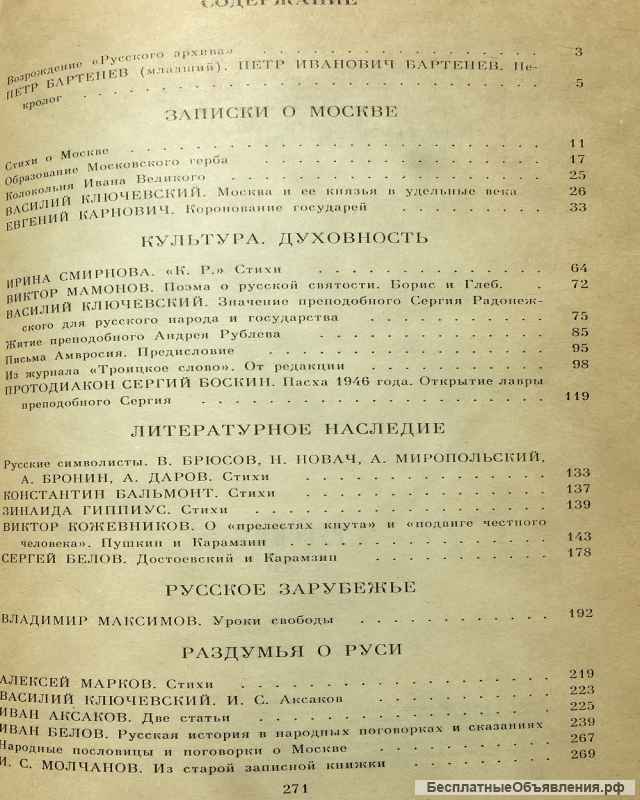 СОДЕРЖАНИЕ
Возрождение «Русского архива» 3
ПЕТР БАРТЕНЕВ (младший). ПЕТР ИВАНОВИЧ БАРТЕНЕВ. Не-
кролог 5
ЗАПИСКИ О МОСКВЕ
Стихи о Москве 11
Образование Московского герба 17
Колокольня Ивана Великого 25
ВАСИЛИЙ КЛЮЧЕВСКИЙ. Москва и ее князья в удельные века 26
ЕВГЕНИЙ КАРНОВИЧ. Коронование государей 33
КУЛЬТУРА. ДУХОВНОСТЬ
ИРИНА СМИРНОВА. «К. Р.» Стихи 64
ВИКТОР МАМОНОВ. Поэма о русской святости. Борис и Глеб. 72
ВАСИЛИЙ КЛЮЧЕВСКИЙ. Значение преподобного Сергия Радонеж-
ского для русского народа и государства 75
Житие преподобного Андрея Рублева 85
Письма Амвросия. Предисловие 95
Из журнала «Троицкое слово». От редакции 98
ПРОТОДИАКОН СЕРГИЙ БОСКИН. Пасха 1946 года. Открытие лавры
преподобного Сергия 119
ЛИТЕРАТУРНОЕ НАСЛЕДИЕ
Русские символисты. В. БРЮСОВ, Н. НОВАЧ, А. МИРОПОЛЬСКИЙ,
А. БРОНИН, А. ДАРОВ. Стихи 133
КОНСТАНТИН БАЛЬМОНТ. Стихи 137
ЗИНАИДА ГИППИУС. Стихи 139
ВИКТОР КОЖЕВНИКОВ. О «прелестях кнута» и «подвиге честного
человека». Пушкин и Карамзин 143
СЕРГЕЙ БЕЛОВ. Достоевский и Карамзин 178
РУССКОЕ ЗАРУБЕЖЬЕ
ВЛАДИМИР МАКСИМОВ. Уроки свободы 192
РАЗДУМЬЯ О РУСИ
АЛЕКСЕЙ МАРКОВ. Стихи 219
ВАСИЛИЙ КЛЮЧЕВСКИЙ. И. С. Аксаков 223
ИВАН АКСАКОВ. Две статьи 225
ИВАН БЕЛОВ. Русская история в народных поговорках и сказаниях 239
Народные пословицы и поговорки о Москве 267
И. С. МОЛЧАНОВ. Из старой записной книжки 269
271
БесплатныеОбъявления.рф